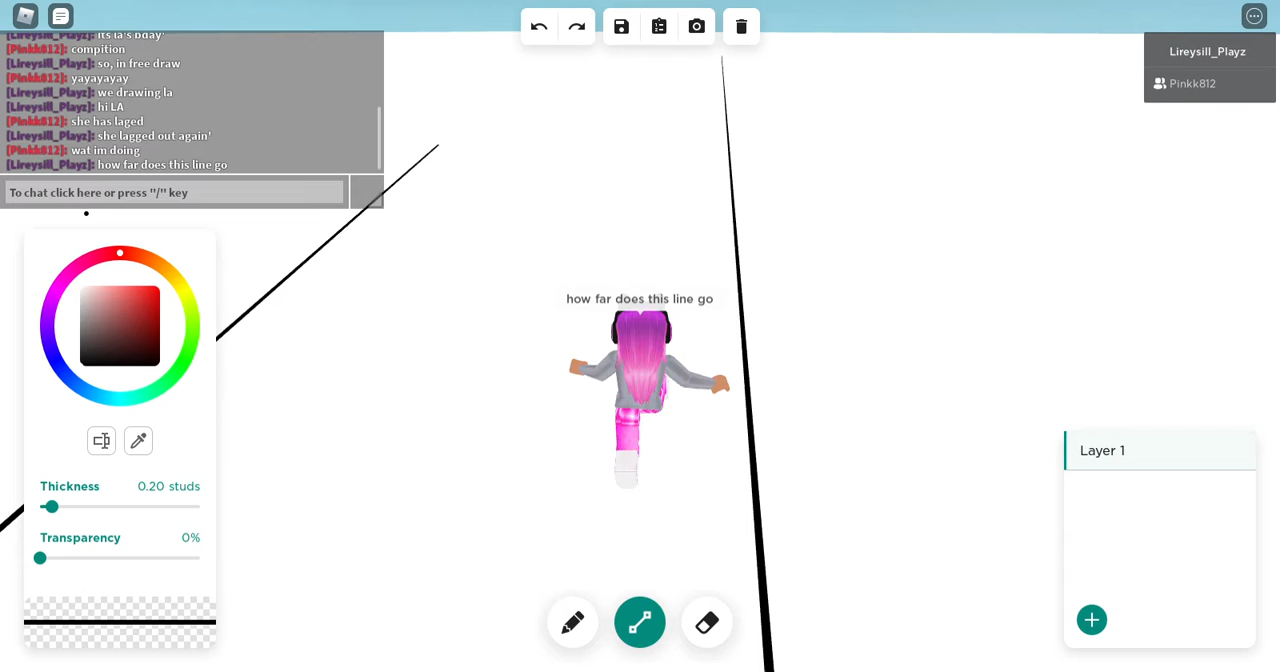 [Lireysill_Playz]: its la's bday'
[Pinkk812]: compition
[Lireysill_Playz]: so, in free draw
[Pinkk812]: yayayayay
[Lireysill_Playz]: we drawing la
[Lireysill_Playz]: hi LA
[Pinkk812]: she has laged
[Lireysill_Playz]: she lagged out again'
[Pinkk812]: wat im doing
[Lireysill_Playz]: how far does this line go
To chat click here or press "/" key
Lireysill_Playz
Pinkk812
how far does this line go
Thickness 0.20 studs
Transparency 0%
Layer 1